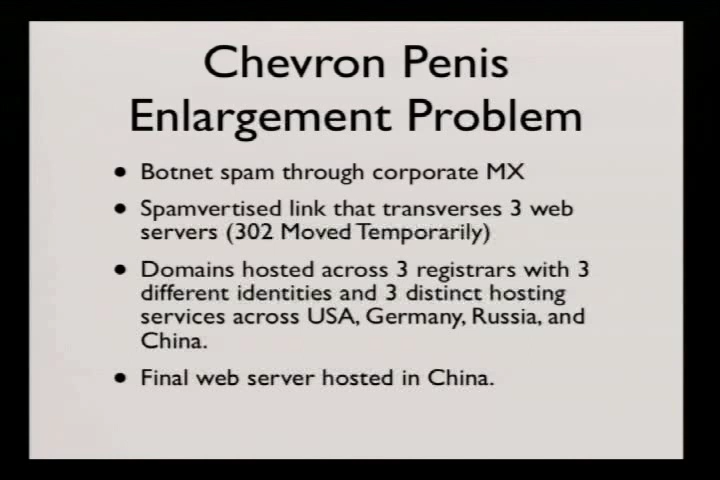 Chevron Penis
Enlargement Problem
• Botnet spam through corporate MX
• Spamvertised link that transverses 3 web
servers (302 Moved Temporarily)
• Domains hosted across 3 registrars with 3
different identities and 3 distinct hosting
services across USA, Germany, Russia, and
China.
• Final web server hosted in China.